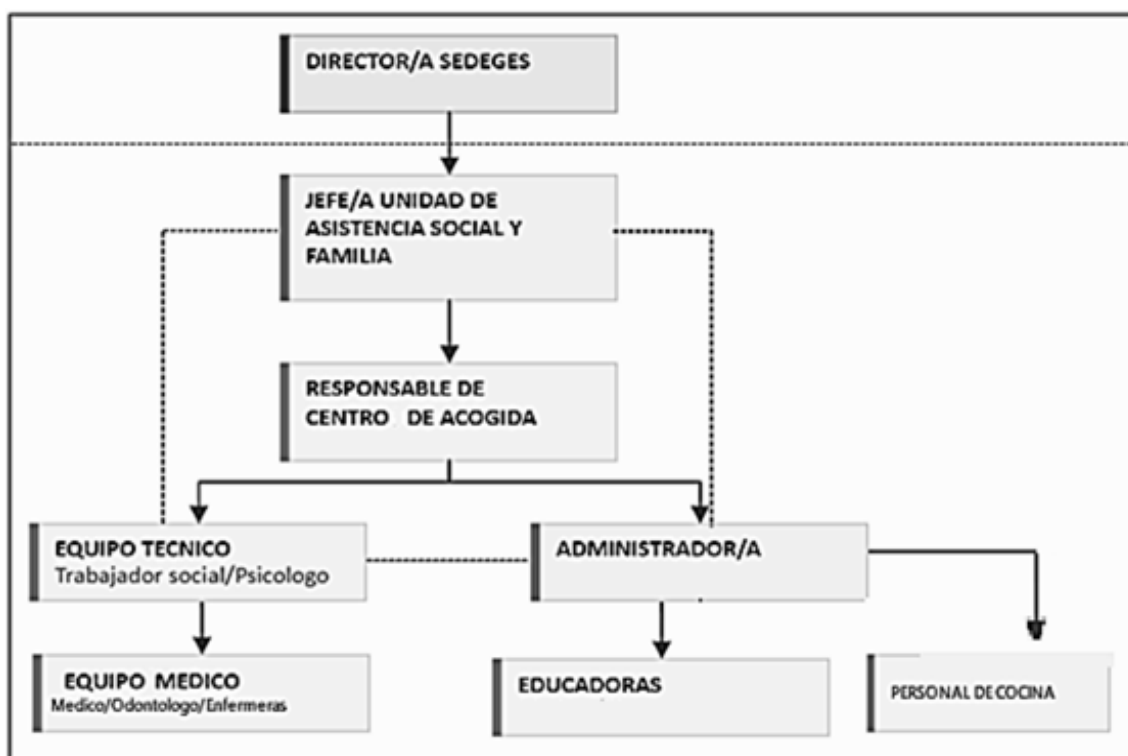 DIRECTOR/A SEDEGES
JEFE/A UNIDAD DE
ASISTENCIA SOCIAL Y
FAMILIA
RESPONSABLE DE
CENTRO DE ACOGIDA
EQUIPO TECNICO
Trabajador social/Psicologo
ADMINISTRADOR/A
EQUIPO MEDICO
Medico/Odontologo/Enfermeras
EDUCADORAS
PERSONAL DE COCINA